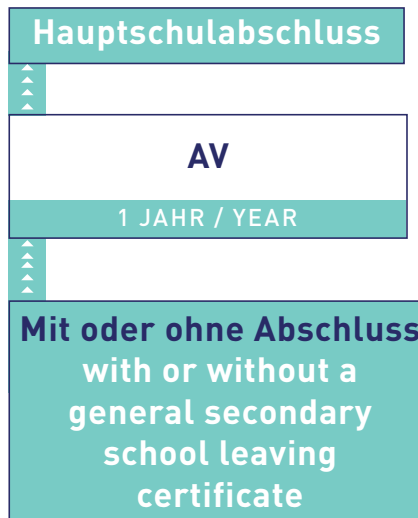 Hauptschulabschluss
AV
1 JAHR / YEAR
Mit oder ohne Abschluss
with or without a
general secondary
school leaving
certificate